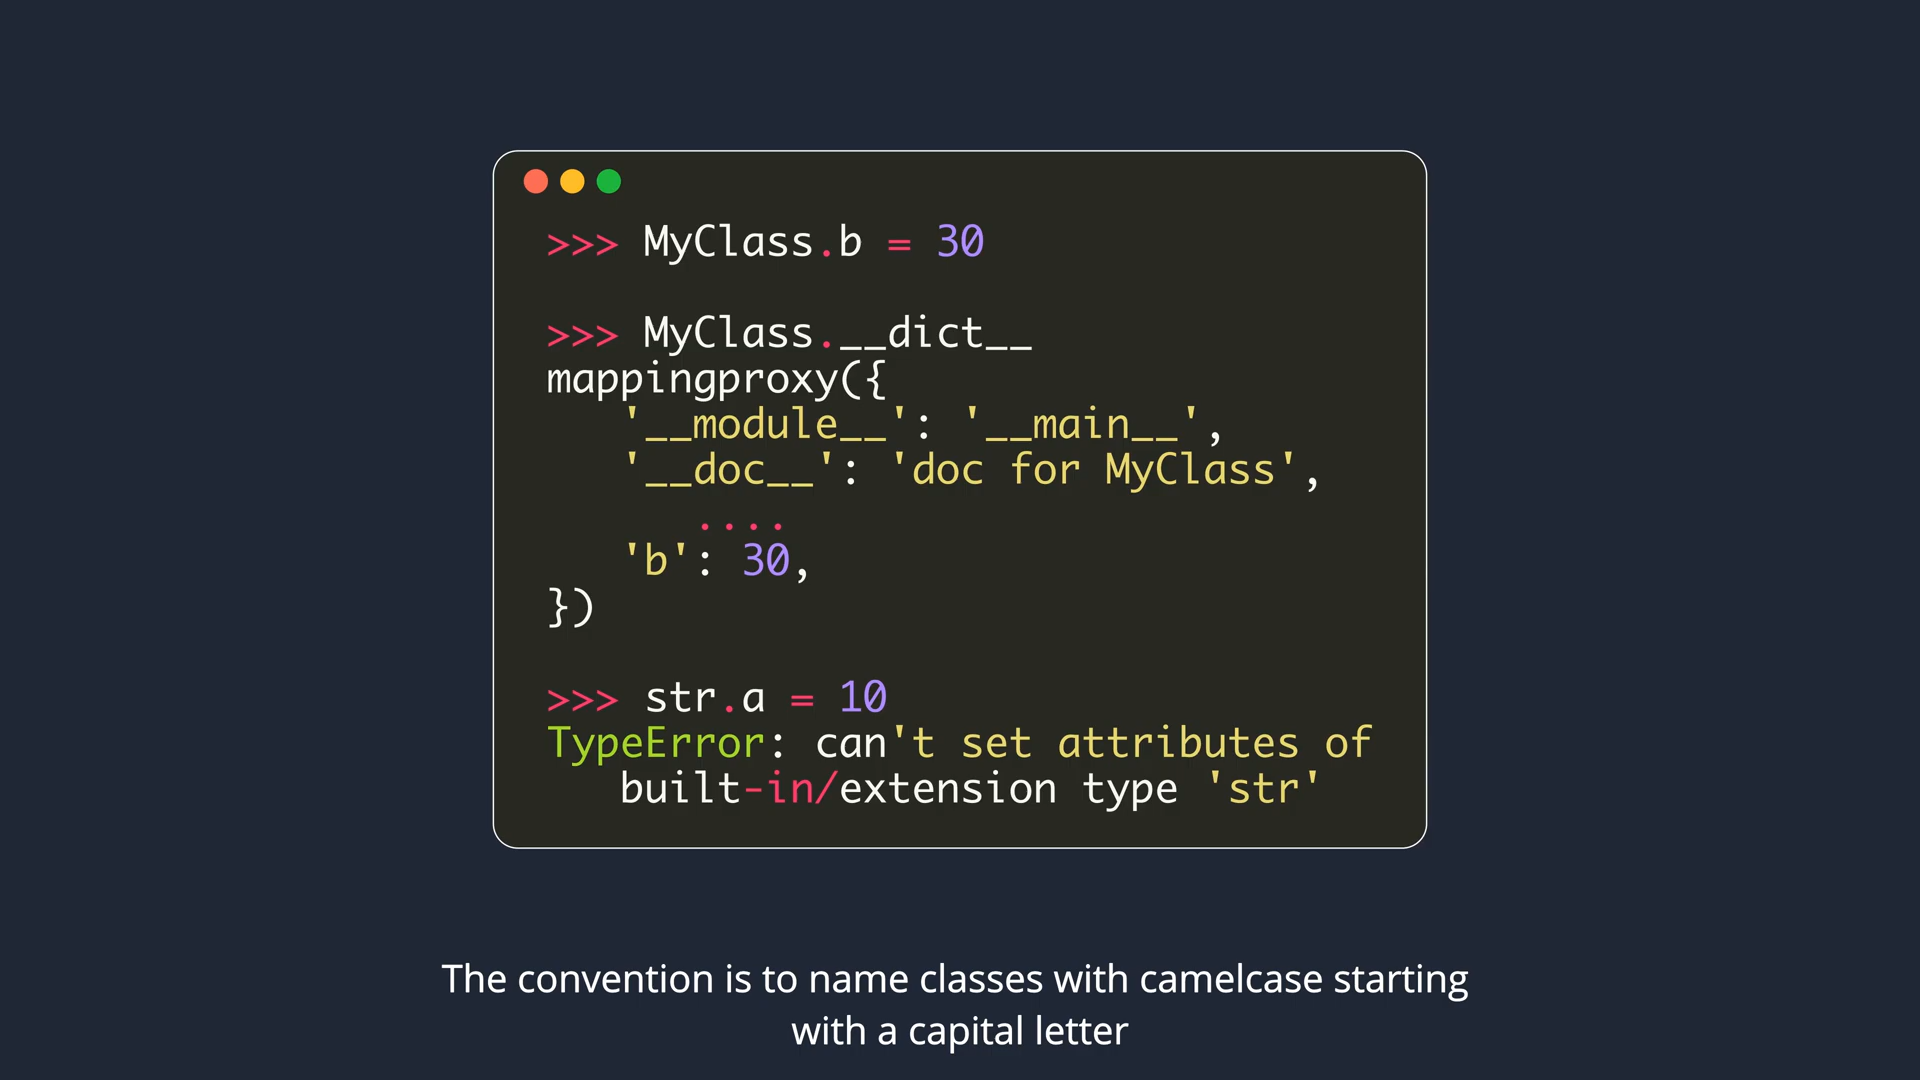 >>> MyClass.b = 30
>>> MyClass.__dict__
mappingproxy({
'__module__': '__main__',
'__doc__': 'doc for MyClass',
....
'b': 30,
})
>>> str.a = 10
TypeError: can't set attributes of
built-in/extension type 'str'
The convention is to name classes with camelcase starting
with a capital letter